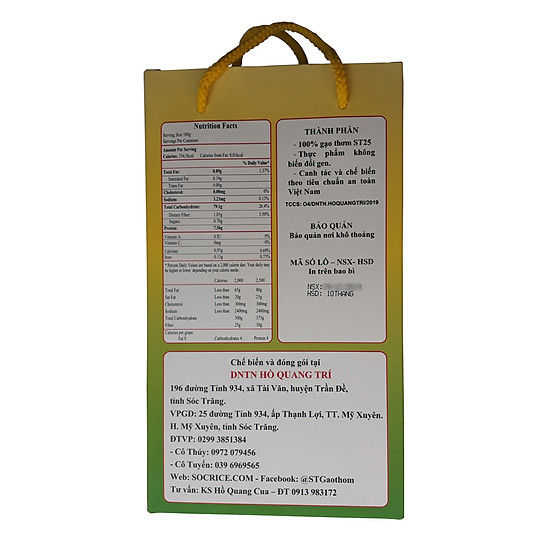 Nutrition Facts
Serving Size 100g
Servings Per Container
Amount Per Serving
Calories: 354,5kcal Calories from Fat: 8.01kcal
% Daily Value*
Total Fat: 0.89g 1,37%
Saturated Fat 0.34g
Trans Fat 0.00g
Cholesterol: 0.00mg 0%
Sodium: 3.23mg 0.13%
Total Carbohydrate: 79.1g 26.4%
Dietary Fiber: 3.50%
Sugars: 0.70g
Protein: 7.56g
Vitamin A 0 IU 0%
Vitamin C 0mg 0%
Calcium: 0.69%
Iron 0.13g 0,75%
* Percent Daily Values are based on a 2,000 calorie diet. Your daily may
be higher or lower depending on your calorie needs:
Calories 2,000 2,500
Total Fat Less than 65g 80g
Sat Fat Less than 20g 25g
Cholesterol Less than 300mg 300mg
Sodium Less than 2400mg 2400mg
Total Carbohydrate 300g 375g
Fiber 25g 30g
Calories per gram:
Fat 9 Carbohydrates 4 Protein 4
THÀNH PHẦN
- 100% gạo thơm ST25
- Thực phẩm không
biến đổi gen.
- Canh tác và chế biến
theo tiêu chuẩn an toàn
Việt Nam
TCCS: O4/DNTN.HOQUANGTRI/2019
BẢO QUẢN
Bảo quản nơi khô thoáng
MÃ SỐ LÔ – NSX- HSD
In trên bao bì
NSX:
HSD: 10THANG
Chế biến và đóng gói tại
DNTN HỒ QUANG TRÍ
196 đường Tỉnh 934, xã Tài Văn, huyện Trần Đề,
tỉnh Sóc Trăng.
VPGD: 25 đường Tỉnh 934, ấp Thạnh Lợi, TT. Mỹ Xuyên.
H. Mỹ Xuyên, tỉnh Sóc Trăng.
ĐTVP: 0299 3851384
- Cô Thúy: 0972 079456
- Cô Tuyến: 039 6969565
Web: SOCRICE.COM - Facebook: @STGaothom
Tư vấn: KS Hồ Quang Cua – ĐT 0913 983172